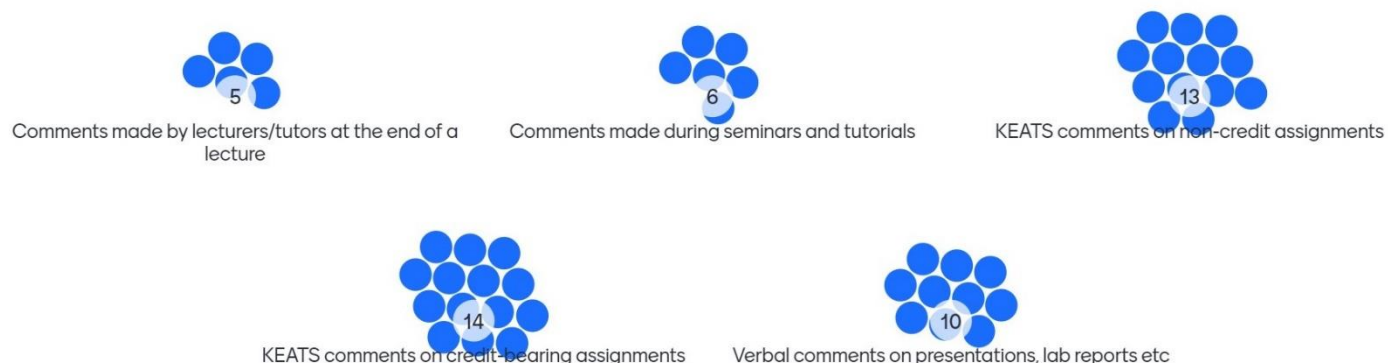 5
Comments made by lecturers/tutors at the end of a
lecture
6
Comments made during seminars and tutorials
13
KEATS comments on non-credit assignments
14
KEATS comments on credit-bearing assignments
10
Verbal comments on presentations, lab reports etc